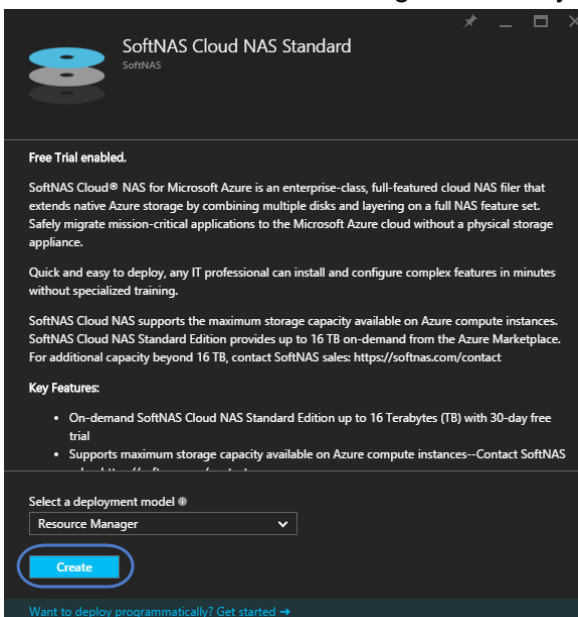 SoftNAS Cloud NAS Standard
SoftNAS
Free Trial enabled.
SoftNAS Cloud® NAS for Microsoft Azure is an enterprise-class, full-featured cloud NAS filer that
extends native Azure storage by combining multiple disks and layering on a full NAS feature set.
Safely migrate mission-critical applications to the Microsoft Azure cloud without a physical storage
appliance.
Quick and easy to deploy, any IT professional can install and configure complex features in minutes
without specialized training.
SoftNAS Cloud NAS supports the maximum storage capacity available on Azure compute instances.
SoftNAS Cloud NAS Standard Edition provides up to 16 TB on-demand from the Azure Marketplace.
For additional capacity beyond 16 TB, contact SoftNAS sales: https://softnas.com/contact
Key Features:
• On-demand SoftNAS Cloud NAS Standard Edition up to 16 Terabytes (TB) with 30-day free
trial
• Supports maximum storage capacity available on Azure compute instances--Contact SoftNAS
Select a deployment model
Resource Manager
Create
Want to deploy programmatically? Get started →